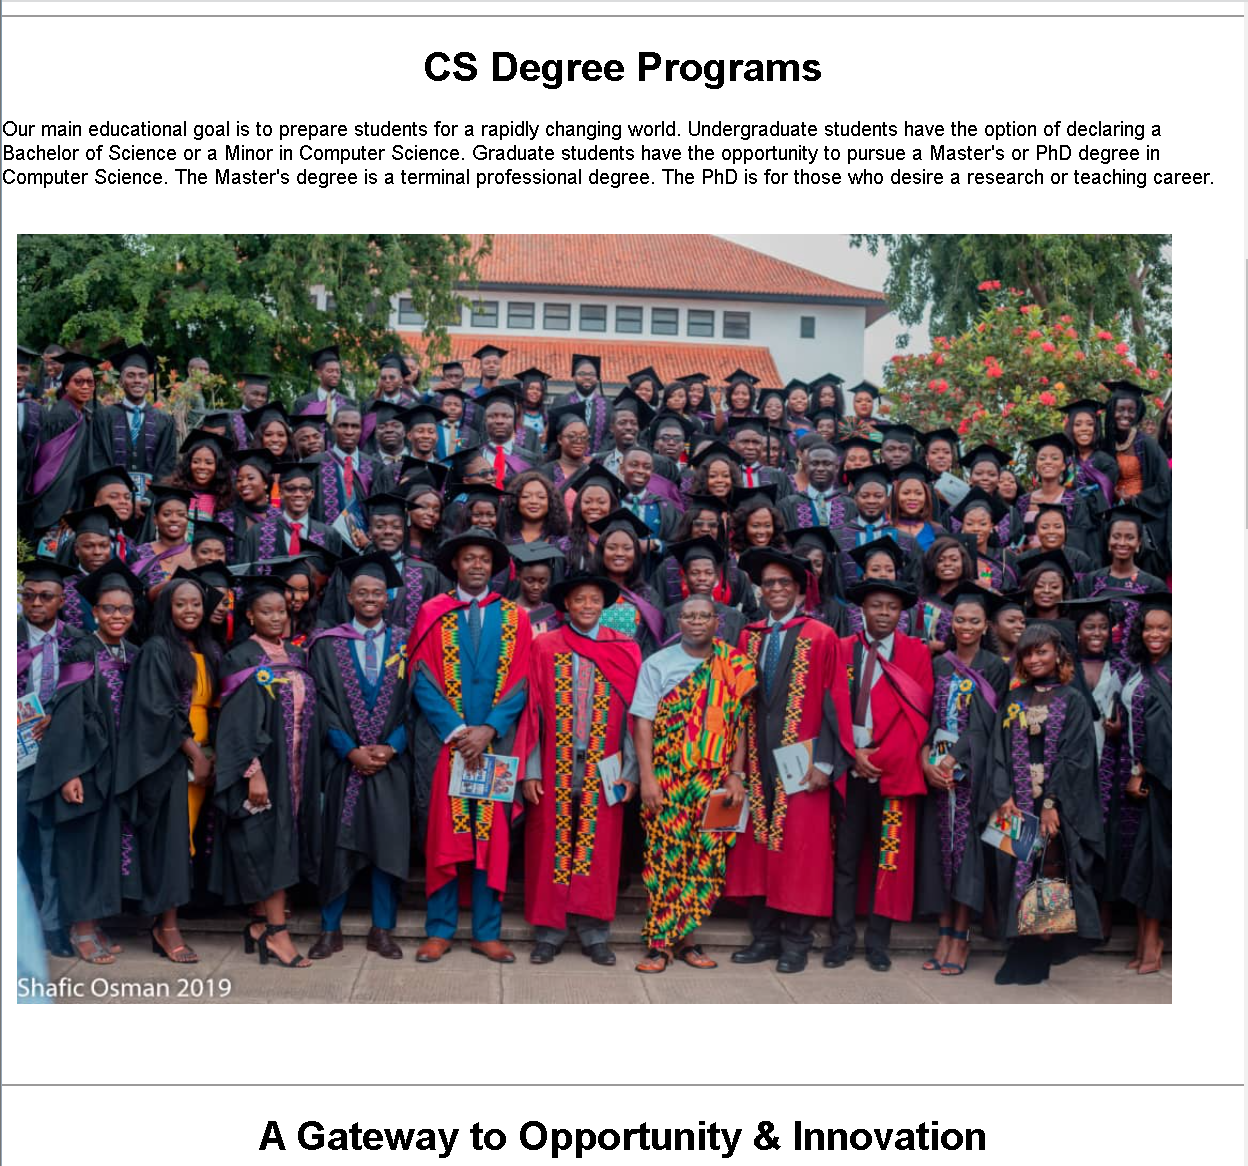 CS Degree Programs
Our main educational goal is to prepare students for a rapidly changing world. Undergraduate students have the option of declaring a
Bachelor of Science or a Minor in Computer Science. Graduate students have the opportunity to pursue a Master's or PhD degree in
Computer Science. The Master's degree is a terminal professional degree. The PhD is for those who desire a research or teaching career.
Shafic Osman 2019
A Gateway to Opportunity & Innovation